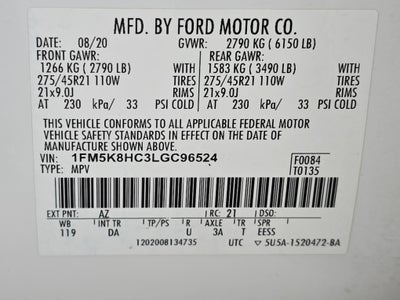 MFD. BY FORD MOTOR CO.
DATE: 08/20 GVWR: 2790 KG ( 6150 LB)
FRONT GAWR: REAR GAWR:
1266 KG ( 2790 LB) WITH 1583 KG ( 3490 LB) WITH
275/45R21 110W TIRES 275/45R21 110W TIRES
21x9.0J RIMS 21x9.0J RIMS
AT 230 kPa/ 33 PSI COLD AT 230 kPa/ 33 PSI COLD
THIS VEHICLE CONFORMS TO ALL APPLICABLE FEDERAL MOTOR
VEHICLE SAFETY STANDARDS IN EFFECT ON THE DATE OF
MANUFACTURE SHOWN ABOVE.
VIN: 1FM5K8HC3LGC96524 F0084
TYPE: MPV T0135
EXT PNT: AZ RC: 21 DSO:
WB INT TR TP/PS R AXLE TR SPR
119 DA U 3A T EESS
1202008134735 UTC 5U5A-1520472-BA